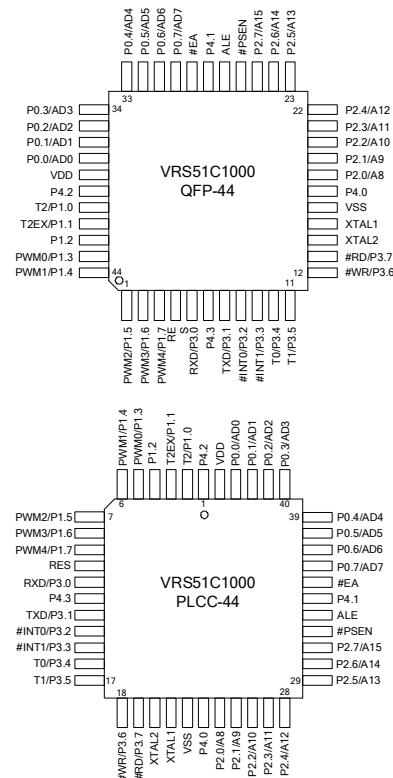 P0.4/AD4
P0.5/AD5
P0.6/AD6
P0.7/AD7
#EA
P4.1
ALE
#PSEN
P2.7/A15
P2.6/A14
P2.5/A13
33
23
34
22
P0.3/AD3
P0.2/AD2
P0.1/AD1
P0.0/AD0
VDD
P4.2
T2/P1.0
T2EX/P1.1
P1.2
PWM0/P1.3
PWM1/P1.4
VRS51C1000
QFP-44
P2.4/A12
P2.3/A11
P2.2/A10
P2.1/A9
P2.0/A8
P4.0
VSS
XTAL1
XTAL2
#RD/P3.7
#WR/P3.6
44
12
1
11
PWM2/P1.5
PWM3/P1.6
PWM4/P1.7
RE
S
RXD/P3.0
P4.3
TXD/P3.1
#INT0/P3.2
#INT1/P3.3
T0/P3.4
T1/P3.5
PWM1/P1.4
PWM0/P1.3
P1.2
T2EX/P1.1
T2/P1.0
P4.2
VDD
P0.0/AD0
P0.1/AD1
P0.2/AD2
P0.3/AD3
6
1
40
7
39
PWM2/P1.5
PWM3/P1.6
PWM4/P1.7
RES
RXD/P3.0
P4.3
TXD/P3.1
#INT0/P3.2
#INT1/P3.3
T0/P3.4
T1/P3.5
VRS51C1000
PLCC-44
P0.4/AD4
P0.5/AD5
P0.6/AD6
P0.7/AD7
#EA
P4.1
ALE
#PSEN
P2.7/A15
P2.6/A14
P2.5/A13
17
29
18
28
#WR/P3.6
#RD/P3.7
XTAL2
XTAL1
VSS
P4.0
P2.0/A8
P2.1/A9
P2.2/A10
P2.3/A11
P2.4/A12